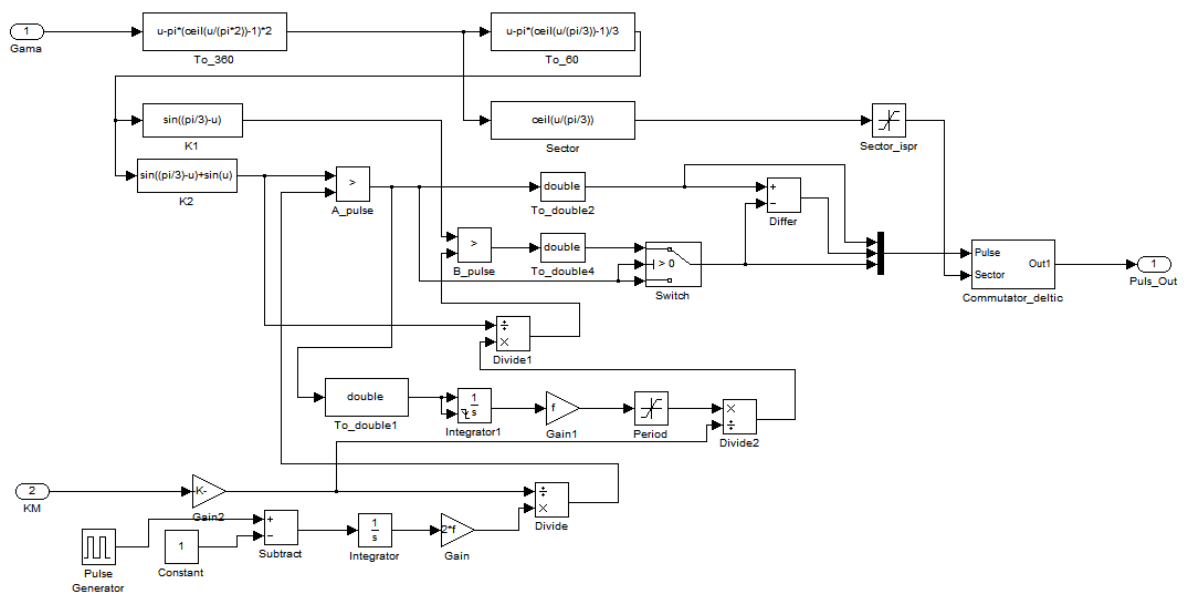 1
Gama
u-pi*(ceil(u/(pi*2))-1)*2
To_360
u-pi*(ceil(u/(pi/3))-1)/3
To_60
sin((pi/3)-u)
K1
ceil(u/(pi/3))
Sector
Sector_ispr
sin((pi/3)-u)+sin(u)
K2
>
A_pulse
double
To_double2
+
−
Differ
>
B_pulse
double
To_double4
> 0
Switch
Pulse
Sector
Out1
Commutator_deltic
1
Puls_Out
÷
×
Divide1
double
To_double1
1
s
Integrator1
f
Gain1
Period
×
÷
Divide2
2
KM
-K-
Gain2
÷
×
Divide
Pulse
Generator
1
Constant
+
−
Subtract
1
s
Integrator
2*f
Gain